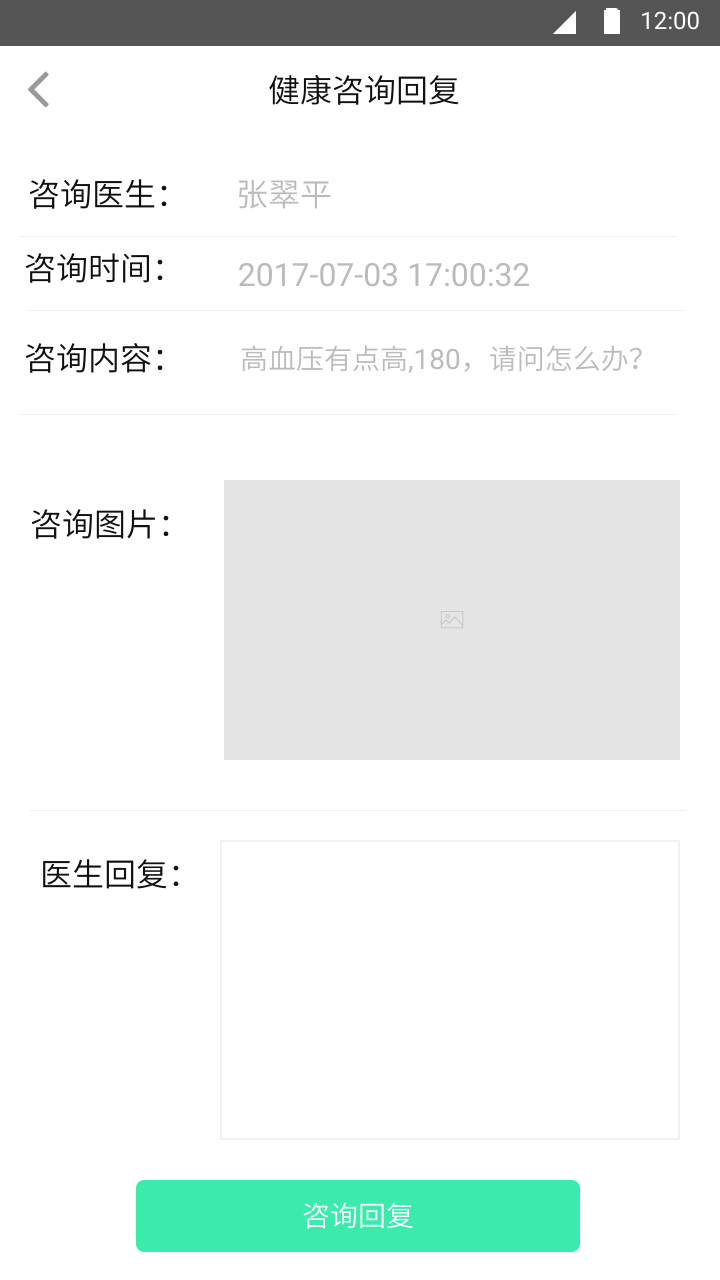 12:00
健康咨询回复
咨询医生： 张翠平
咨询时间： 2017-07-03 17:00:32
咨询内容： 高血压有点高,180，请问怎么办？
咨询图片：
医生回复：
咨询回复